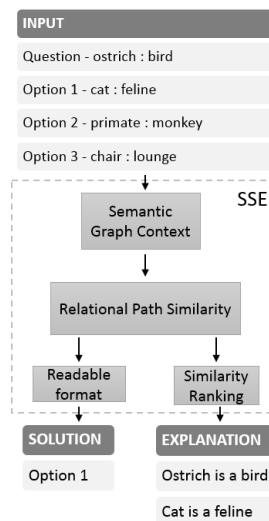 INPUT
Question - ostrich : bird
Option 1 - cat : feline
Option 2 - primate : monkey
Option 3 - chair : lounge
SSE
Semantic
Graph Context
Relational Path Similarity
Readable
format
Similarity
Ranking
SOLUTION
Option 1
EXPLANATION
Ostrich is a bird
Cat is a feline